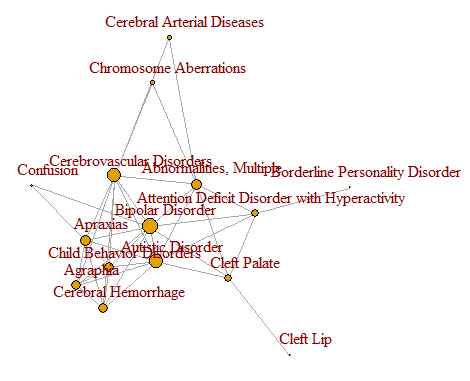 Cerebral Arterial Diseases
Chromosome Aberrations
Cerebrovascular Disorders
Abnormalities, Multiple
Confusion
Borderline Personality Disorder
Attention Deficit Disorder with Hyperactivity
Bipolar Disorder
Apraxias
Autistic Disorder
Child Behavior Disorders
Cleft Palate
Agraphia
Cerebral Hemorrhage
Cleft Lip